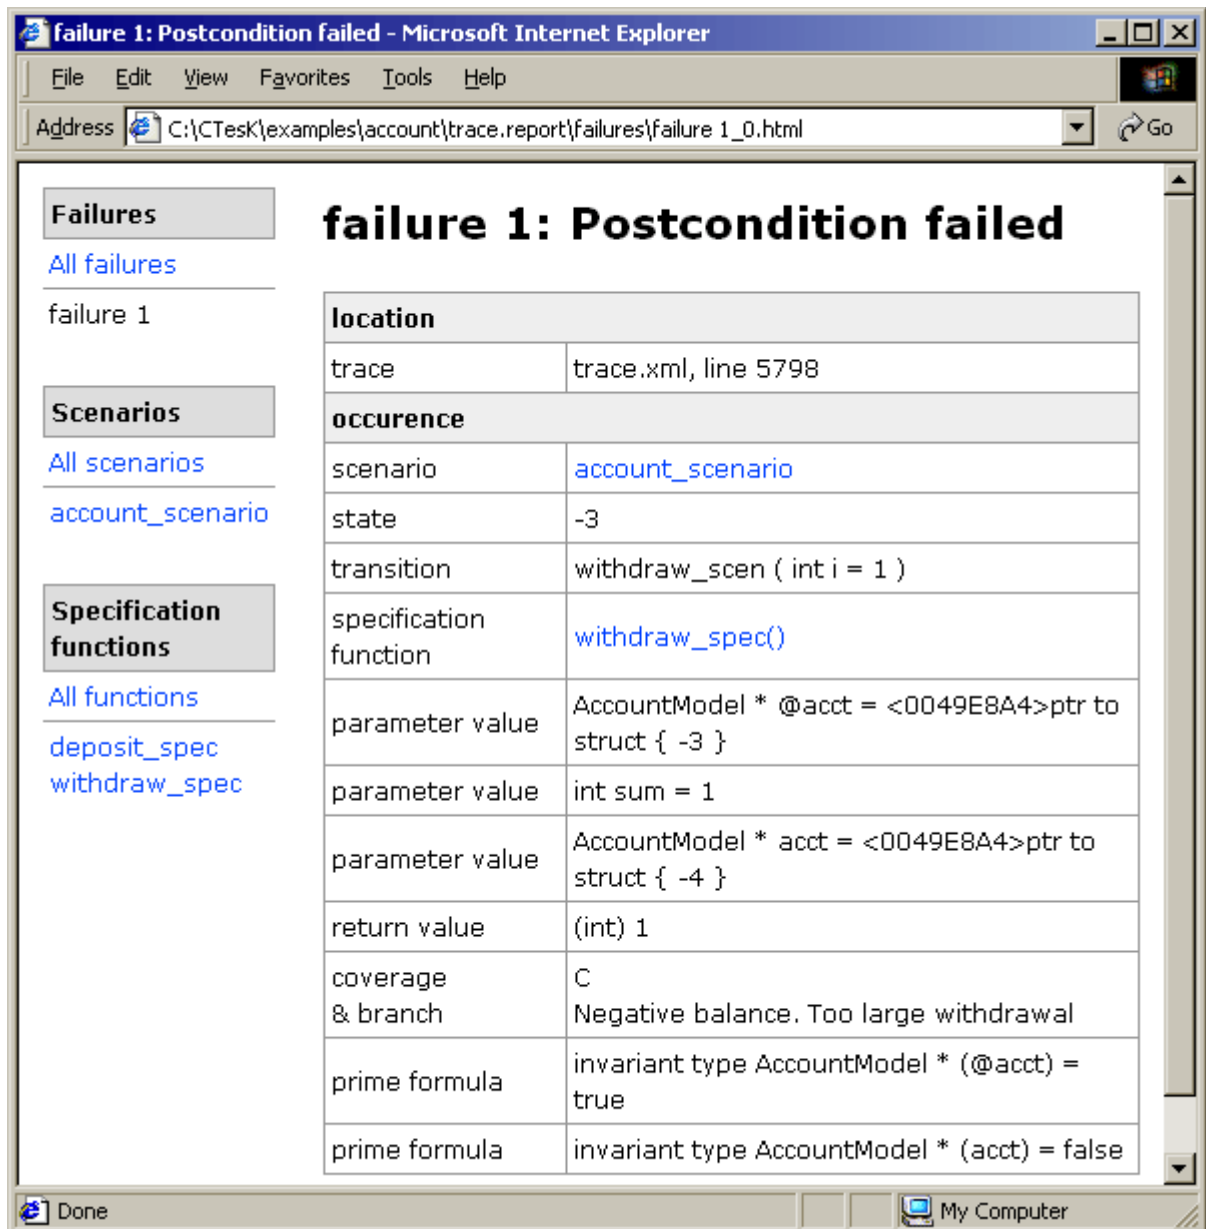 failure 1: Postcondition failed - Microsoft Internet Explorer
File Edit View Favorites Tools Help
Address C:\CTesK\examples\account\trace.report\failures\failure 1_0.html Go
Failures
All failures
failure 1
Scenarios
All scenarios
account_scenario
Specification
functions
All functions
deposit_spec
withdraw_spec
failure 1: Postcondition failed
location
trace trace.xml, line 5798
occurence
scenario account_scenario
state -3
transition withdraw_scen ( int i = 1 )
specification
function
withdraw_spec()
parameter value
AccountModel * @acct = <0049E8A4>ptr to
struct { -3 }
parameter value int sum = 1
parameter value
AccountModel * acct = <0049E8A4>ptr to
struct { -4 }
return value (int) 1
coverage
& branch
C
Negative balance. Too large withdrawal
prime formula
invariant type AccountModel * (@acct) =
true
prime formula invariant type AccountModel * (acct) = false
Done My Computer